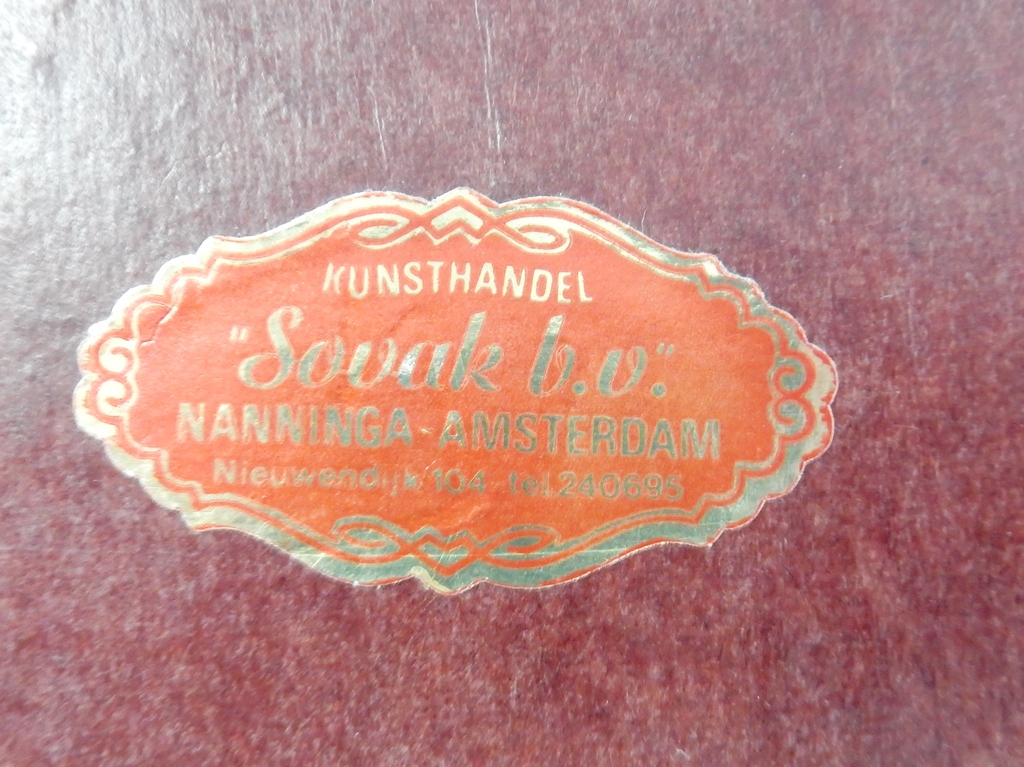 KUNSTHANDEL
"Sovak b.v."
NANNINGA - AMSTERDAM
Nieuwendijk 104 tel. 240695